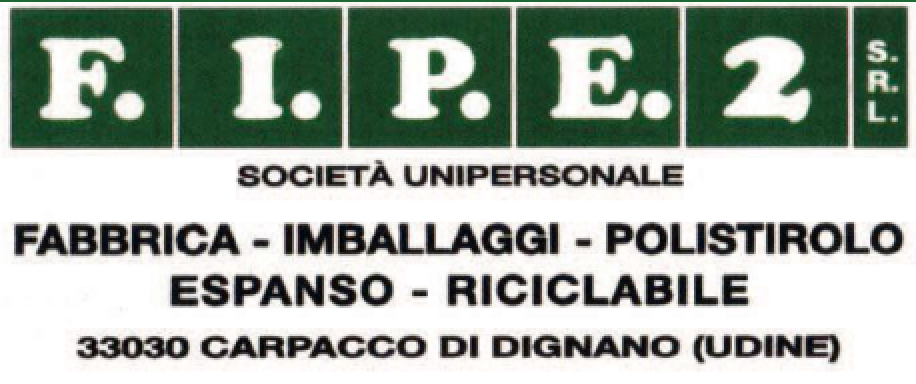 F. I. P. E. 2 S.R.L.
SOCIETÀ UNIPERSONALE
FABBRICA - IMBALLAGGI - POLISTIROLO
ESPANSO - RICICLABILE
33030 CARPACCO DI DIGNANO (UDINE)